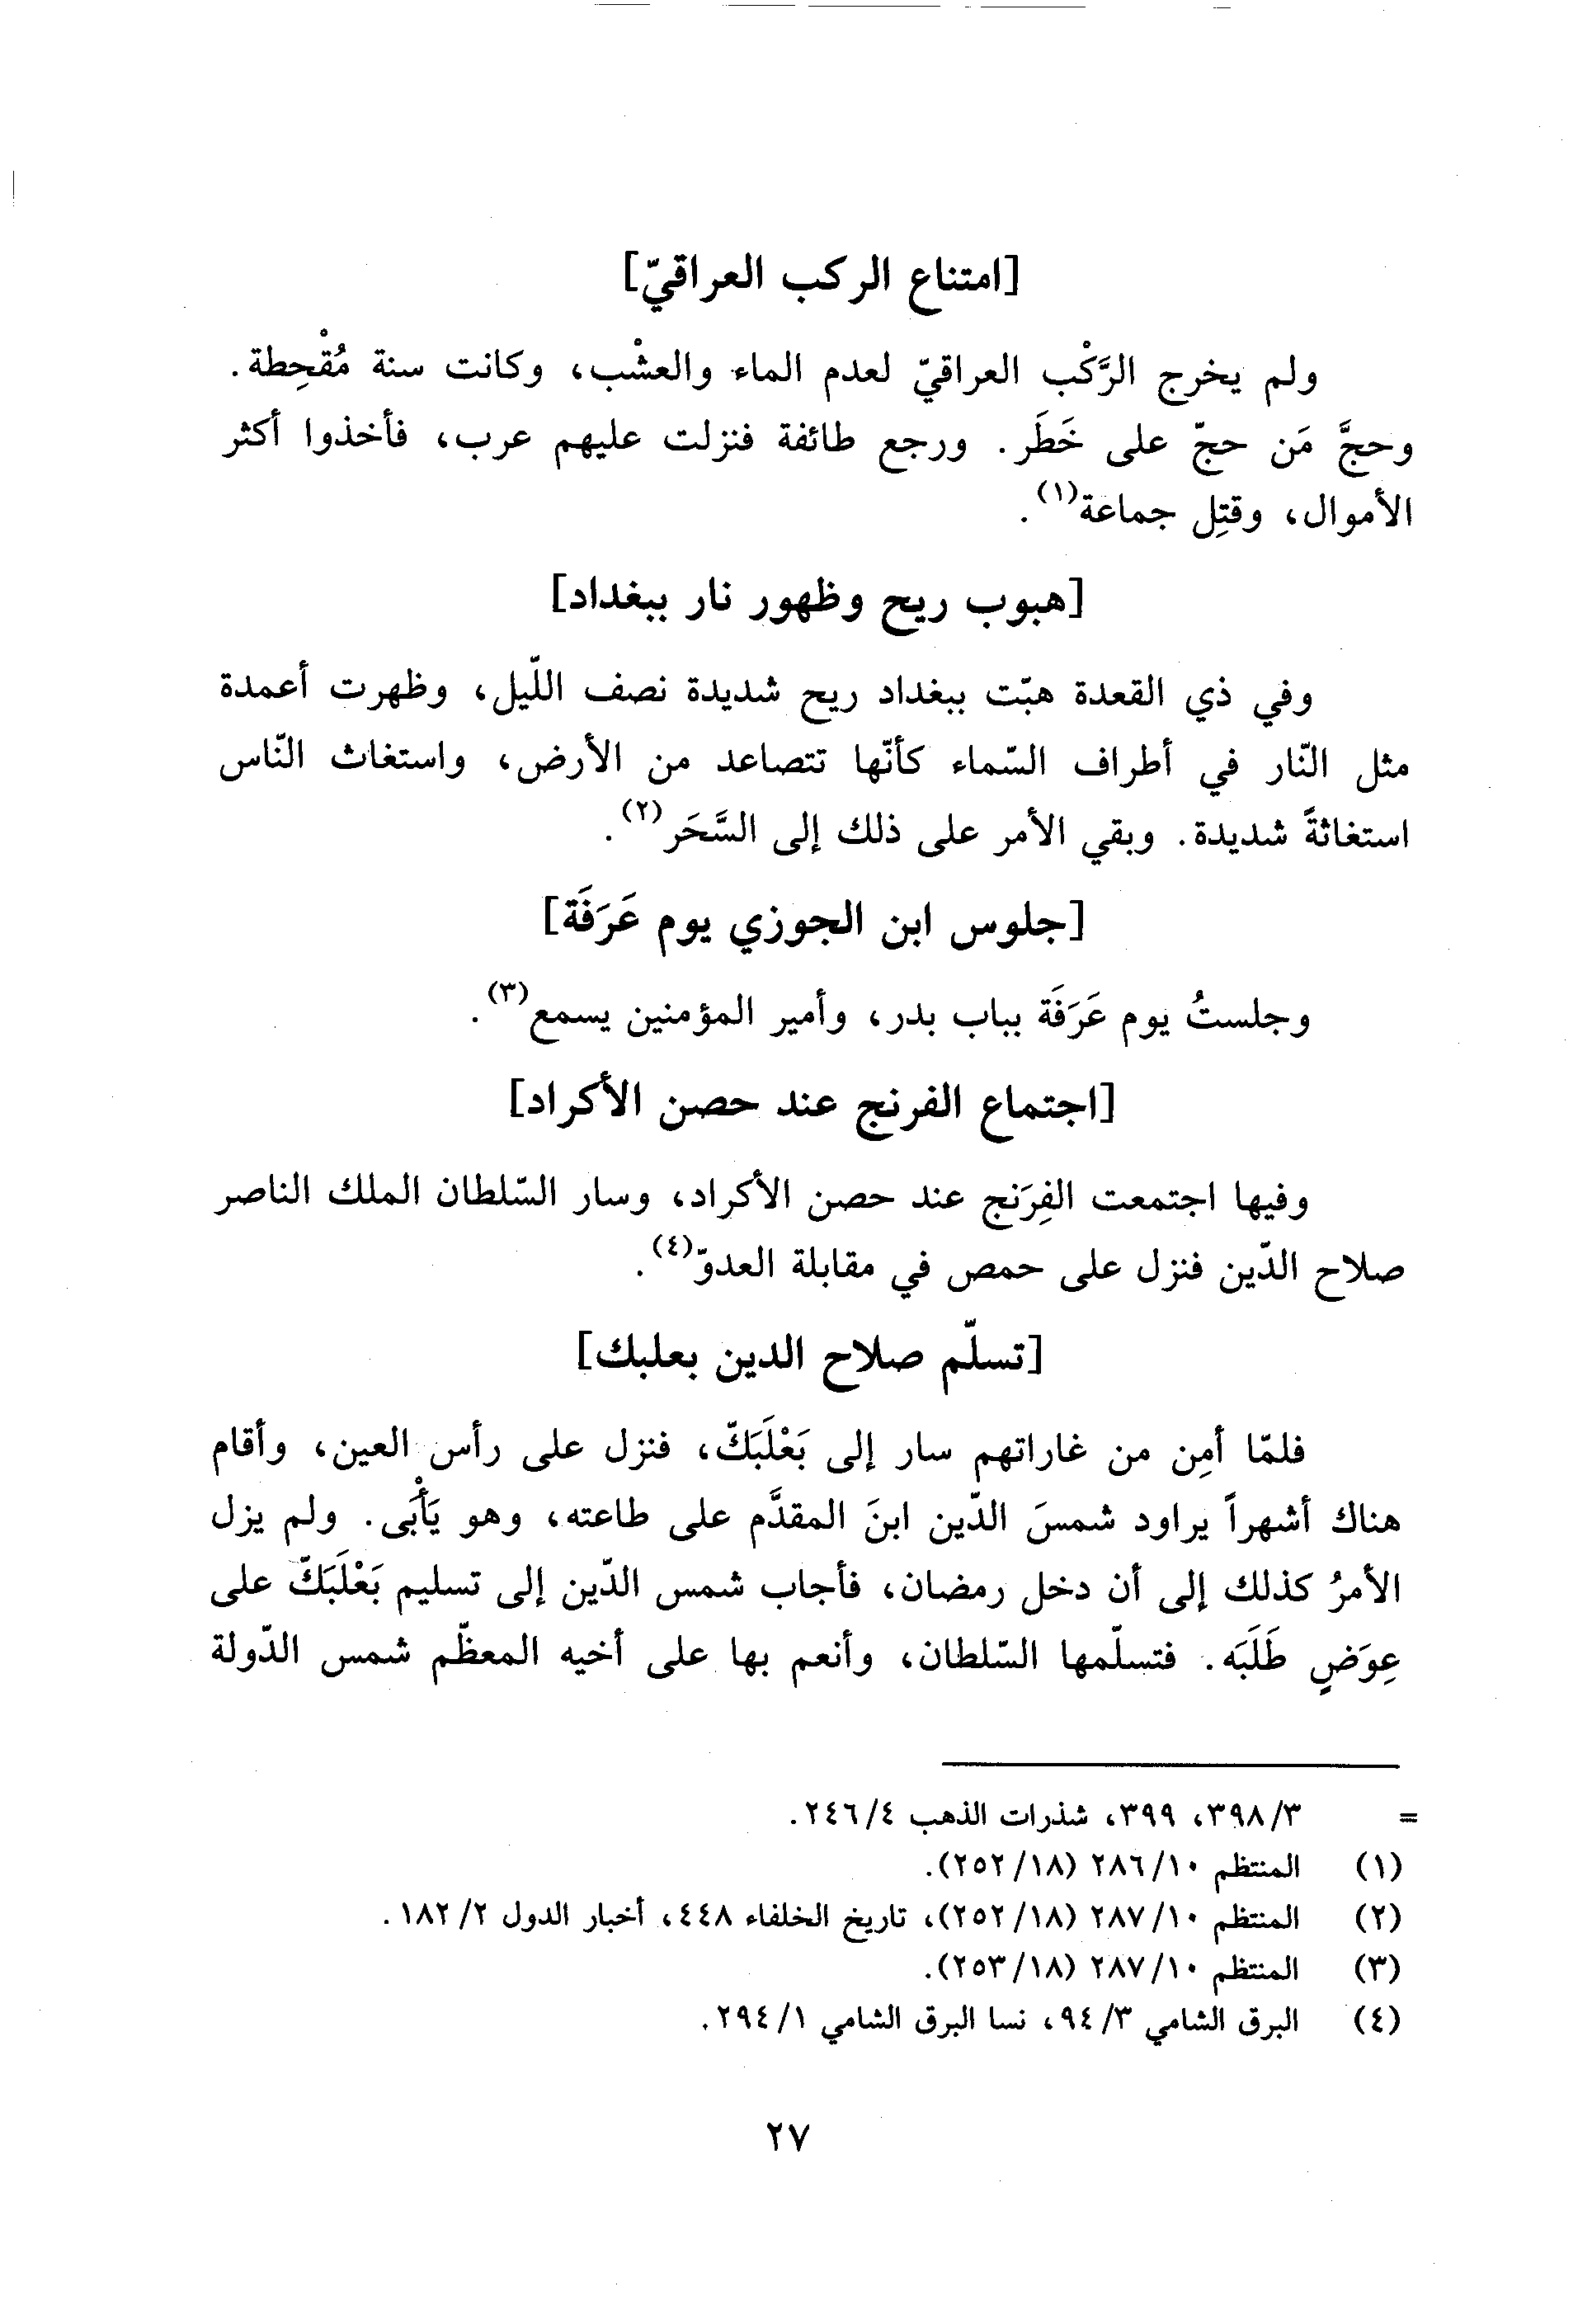 [امتناع الركب العراقيّ]
ولم يخرج الرَّكْب العراقيّ لعدم الماء والعشْب، وكانت سنة مُقْحِطة.
وحجَّ مَن حجّ على خَطَر. ورجع طائفة فنزلت عليهم عرب، فأخذوا أكثر
الأموال، وقتِل جماعة(١).
[هبوب ريح وظهور نار ببغداد]
وفي ذي القعدة هبّت ببغداد ريح شديدة نصف اللّيل، وظهرت أعمدة
مثل النّار في أطراف السّماء كأنّها تتصاعد من الأرض، واستغاث النّاس
استغاثةً شديدة. وبقي الأمر على ذلك إلى السَّحَر(٢).
[جلوس ابن الجوزي يوم عَرَفَة]
وجلستُ يوم عَرَفَة بباب بدر، وأمير المؤمنين يسمع(٣).
[اجتماع الفرنج عند حصن الأكراد]
وفيها اجتمعت الفِرَنج عند حصن الأكراد، وسار السّلطان الملك الناصر
صلاح الدّين فنزل على حمص في مقابلة العدوّ(٤).
[تسلّم صلاح الدين بعلبك]
فلمّا أمِن من غاراتهم سار إلى بَعْلَبَكّ، فنزل على رأس العين، وأقام
هناك أشهراً يراود شمسَ الدّين ابنَ المقدَّم على طاعته، وهو يَأْبَى. ولم يزل
الأمرُ كذلك إلى أن دخل رمضان، فأجاب شمس الدّين إلى تسليم بَعْلَبَكّ على
عِوَضٍ طَلَبَه. فتسلّمها السّلطان، وأنعم بها على أخيه المعظّم شمس الدّولة
= ٣/٣٩٨، ٣٩٩، شذرات الذهب ٤/٢٤٦.
(١) المنتظم ١٠/٢٨٦ (١٨/٢٥٢).
(٢) المنتظم ١٠/٢٨٧ (١٨/٢٥٢)، تاريخ الخلفاء ٤٤٨، أخبار الدول ٢/١٨٢.
(٣) المنتظم ١٠/٢٨٧ (١٨/٢٥٣).
(٤) البرق الشامي ٣/٩٤، نسا البرق الشامي ١/٢٩٤.
٢٧